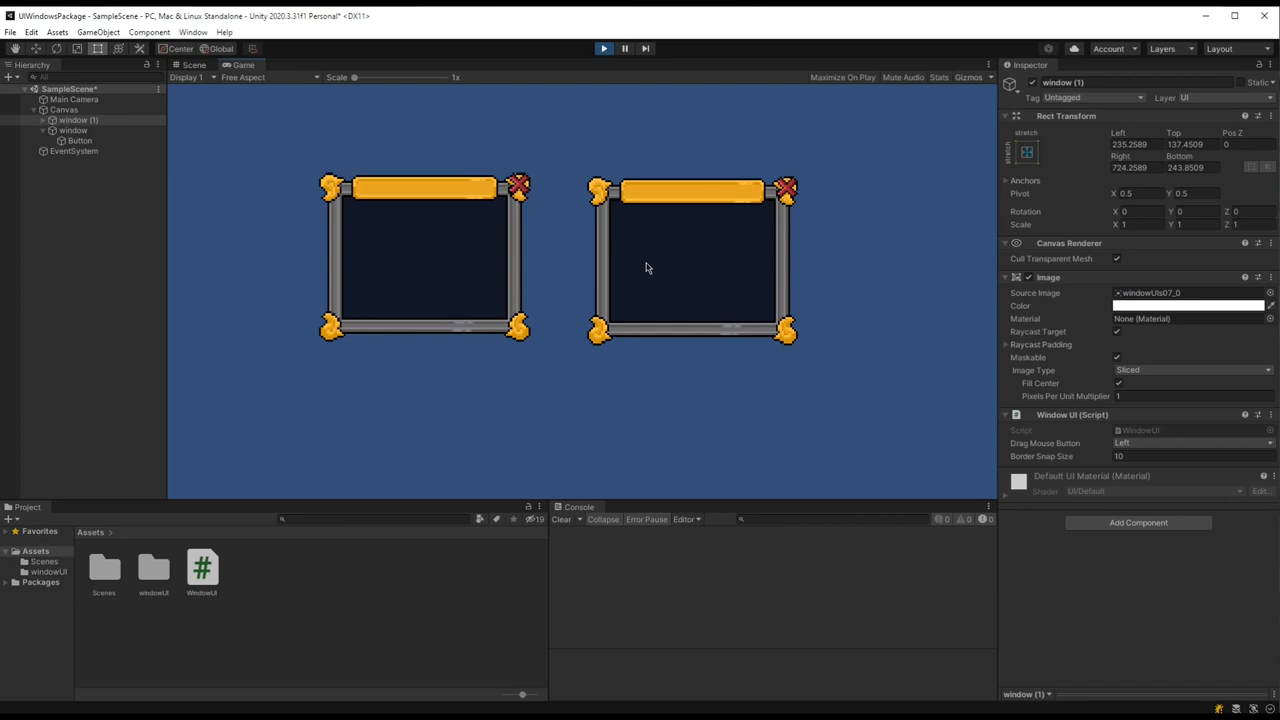 UIWindowsPackage - SampleScene - PC, Mac & Linux Standalone - Unity 2020.3.31f1 Personal* <DX11>
File Edit Assets GameObject Component Window Help
Center Global Account Layers Layout
Hierarchy
All
SampleScene*
Main Camera
Canvas
window (1)
window
Button
EventSystem
Scene Game
Display 1 Free Aspect Scale 1x Maximize On Play Mute Audio Stats Gizmos
Inspector
window (1) Static
Tag Untagged Layer UI
Rect Transform
stretch Left Top Pos Z
stretch 235.2589 137.4509 0
Right Bottom
724.2589 243.8509 R
Anchors
Pivot X 0.5 Y 0.5
Rotation X 0 Y 0 Z 0
Scale X 1 Y 1 Z 1
Canvas Renderer
Cull Transparent Mesh
Image
Source Image windowUIs07_0
Color
Material None (Material)
Raycast Target
Raycast Padding
Maskable
Image Type Sliced
Fill Center
Pixels Per Unit Multiplier 1
Window UI (Script)
Script WindowUI
Drag Mouse Button Left
Border Snap Size 10
Default UI Material (Material)
Shader UI/Default Edit...
Add Component
window (1)
Project
19
Favorites
Assets
Scenes
windowUI
Packages
Assets
Scenes windowUI WindowUI
#
Console
Clear Collapse Error Pause Editor 0 0 0